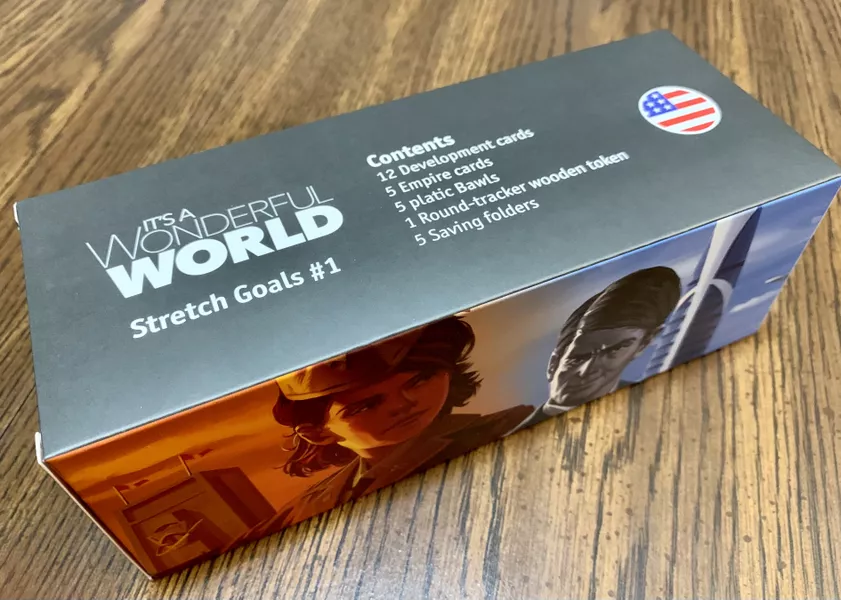 IT'S A
WONDERFUL
WORLD
Stretch Goals #1
Contents
12 Development cards
5 Empire cards
5 platic Bawls
1 Round-tracker wooden token
5 Saving folders